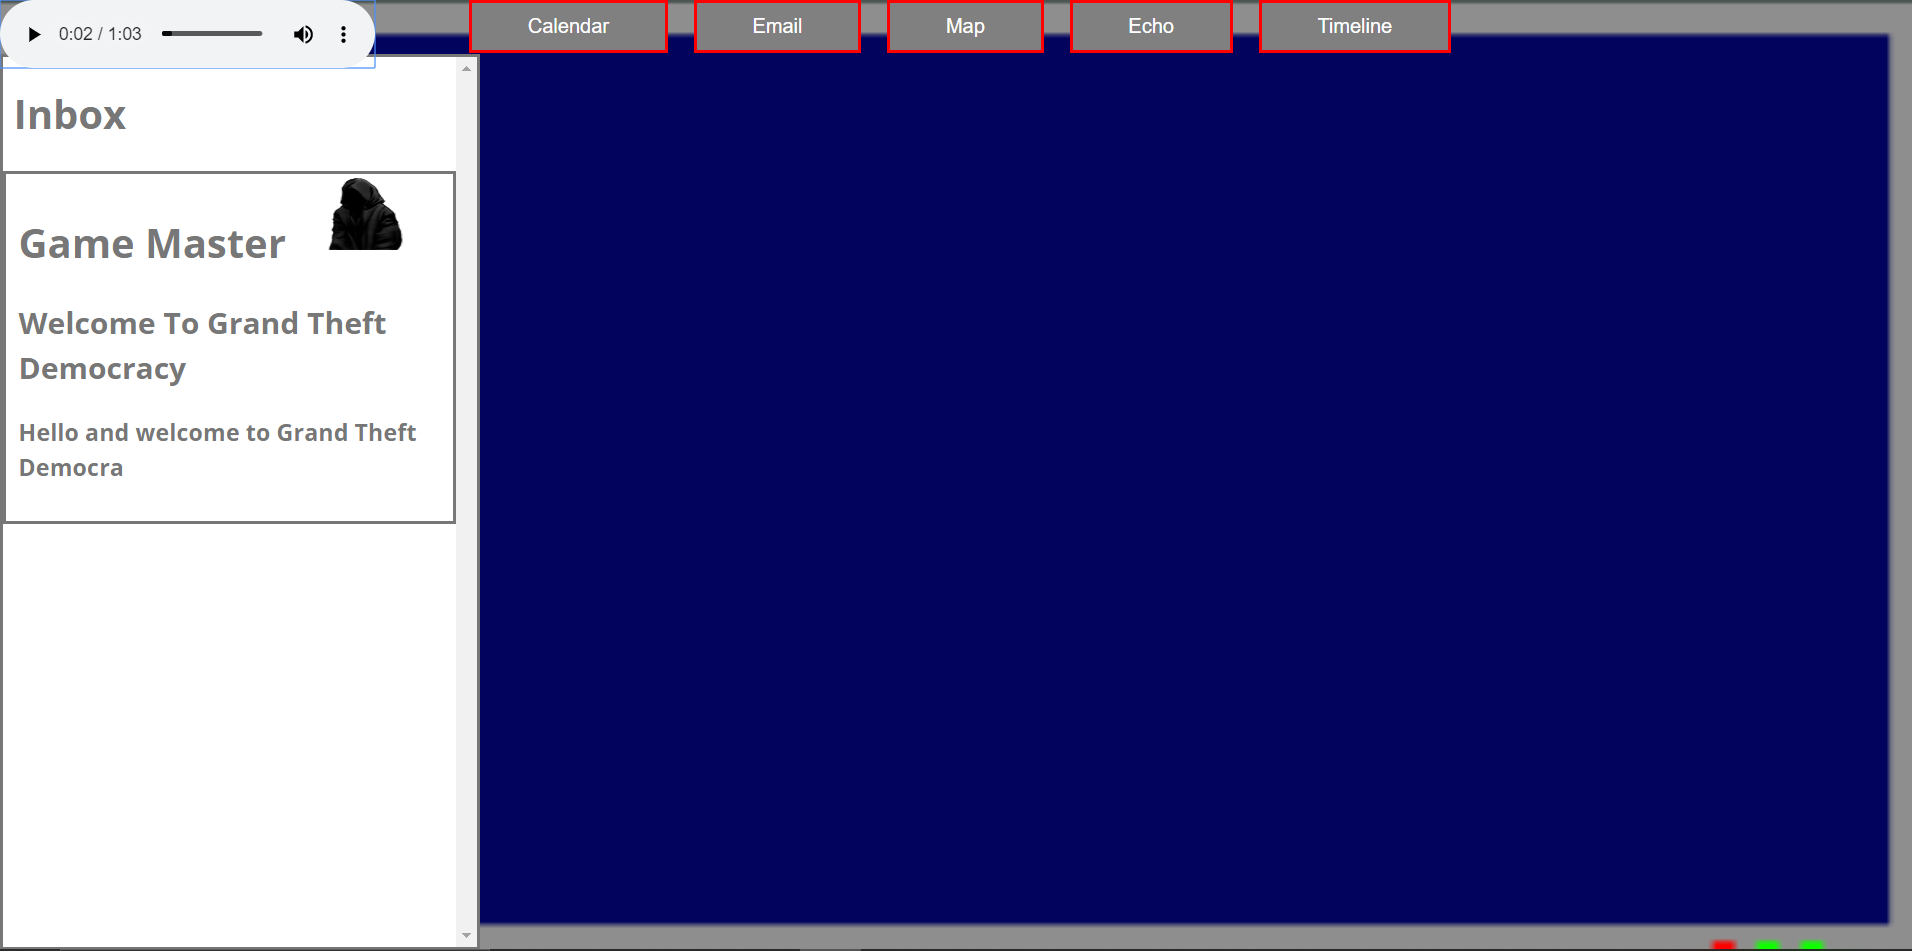 0:02 / 1:03
Calendar
Email
Map
Echo
Timeline
Inbox
Game Master
Welcome To Grand Theft
Democracy
Hello and welcome to Grand Theft
Democra